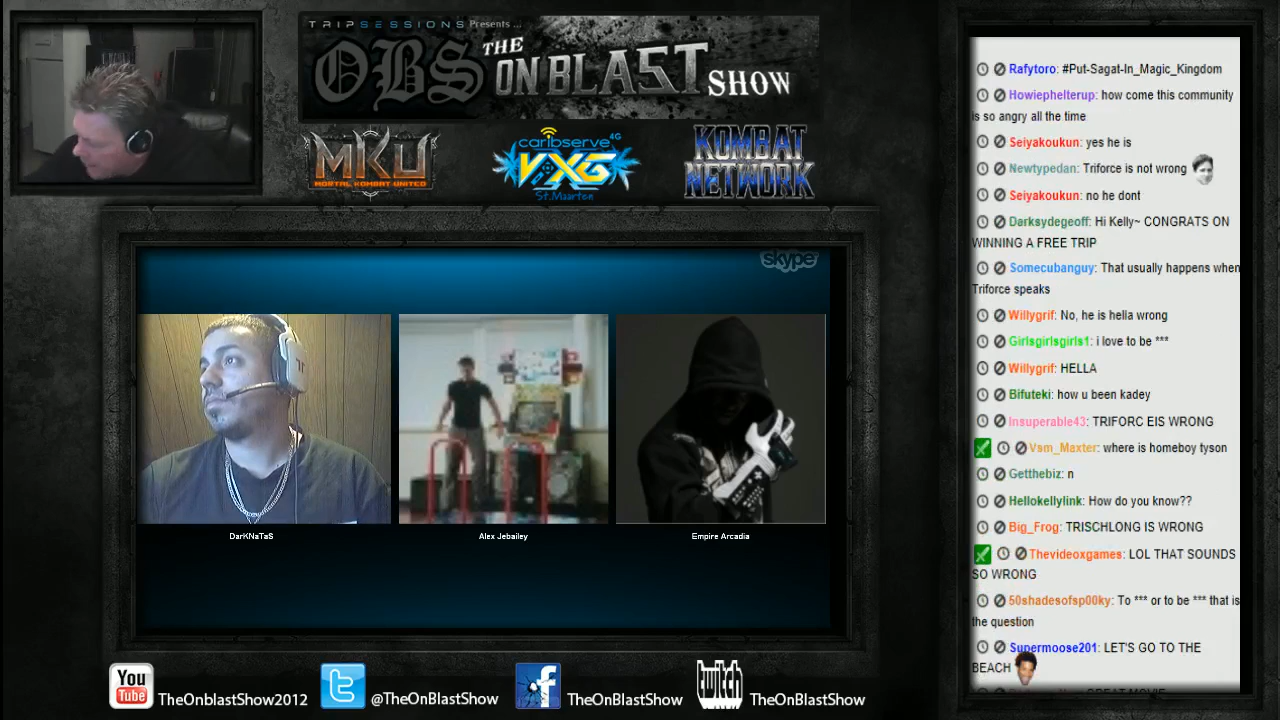 TRIPSESSIONS Presents ...
OBS THE ON BLAST SHOW
MKU
MORTAL KOMBAT UNITED
caribserve 4G
VXG
St.Maarten
KOMBAT
NETWORK
skype
DarKNaTaS
Alex Jebailey
Empire Arcadia
Rafytoro: #Put-Sagat-In_Magic_Kingdom
Howiephelterup: how come this community
is so angry all the time
Seiyakoukun: yes he is
Newtypedan: Triforce is not wrong
Seiyakoukun: no he dont
Darksydegeoff: Hi Kelly~ CONGRATS ON
WINNING A FREE TRIP
Somecubanguy: That usually happens when
Triforce speaks
Willygrif: No, he is hella wrong
Girlsgirlsgirls1: i love to be ***
Willygrif: HELLA
Bifuteki: how u been kadey
Insuperable43: TRIFORC EIS WRONG
Vsm_Maxter: where is homeboy tyson
Getthebiz: n
Hellokellylink: How do you know??
Big_Frog: TRISCHLONG IS WRONG
Thevideoxgames: LOL THAT SOUNDS
SO WRONG
50shadesofsp00ky: To *** or to be *** that is
the question
Supermoose201: LET'S GO TO THE
BEACH
You
Tube
TheOnBlastShow2012
@TheOnBlastShow
TheOnBlastShow
twitch
TheOnBlastShow